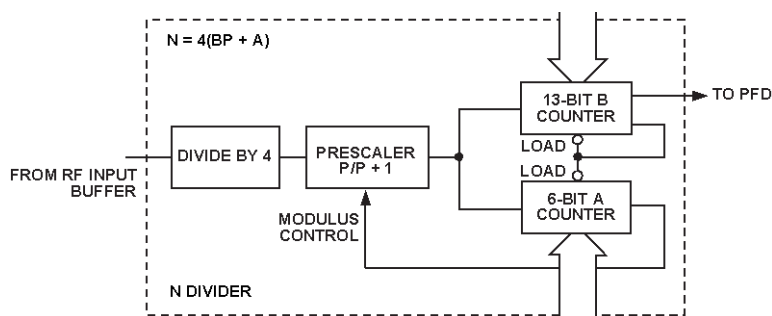 N = 4(BP + A)
13-BIT B
COUNTER
TO PFD
LOAD
LOAD
DIVIDE BY 4
PRESCALER
P/P + 1
FROM RF INPUT
BUFFER
6-BIT A
COUNTER
MODULUS
CONTROL
N DIVIDER